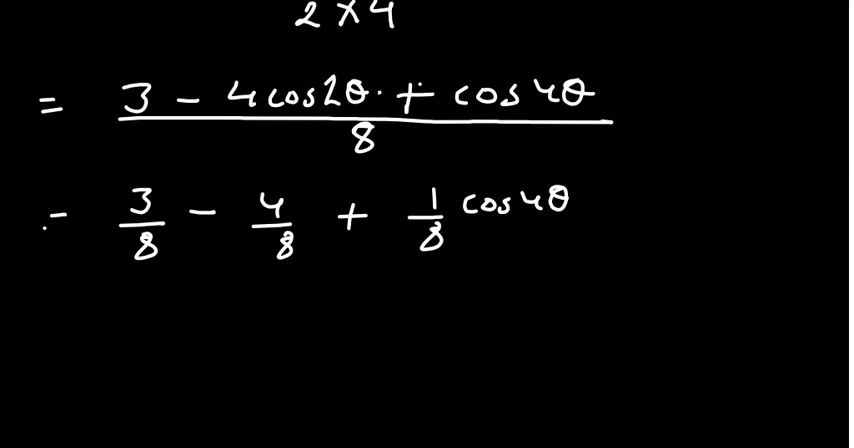 2 × 4
= (3 - 4cos2θ + cos4θ)/8
= 3/8 - 4/8 + 1/8 cos4θ